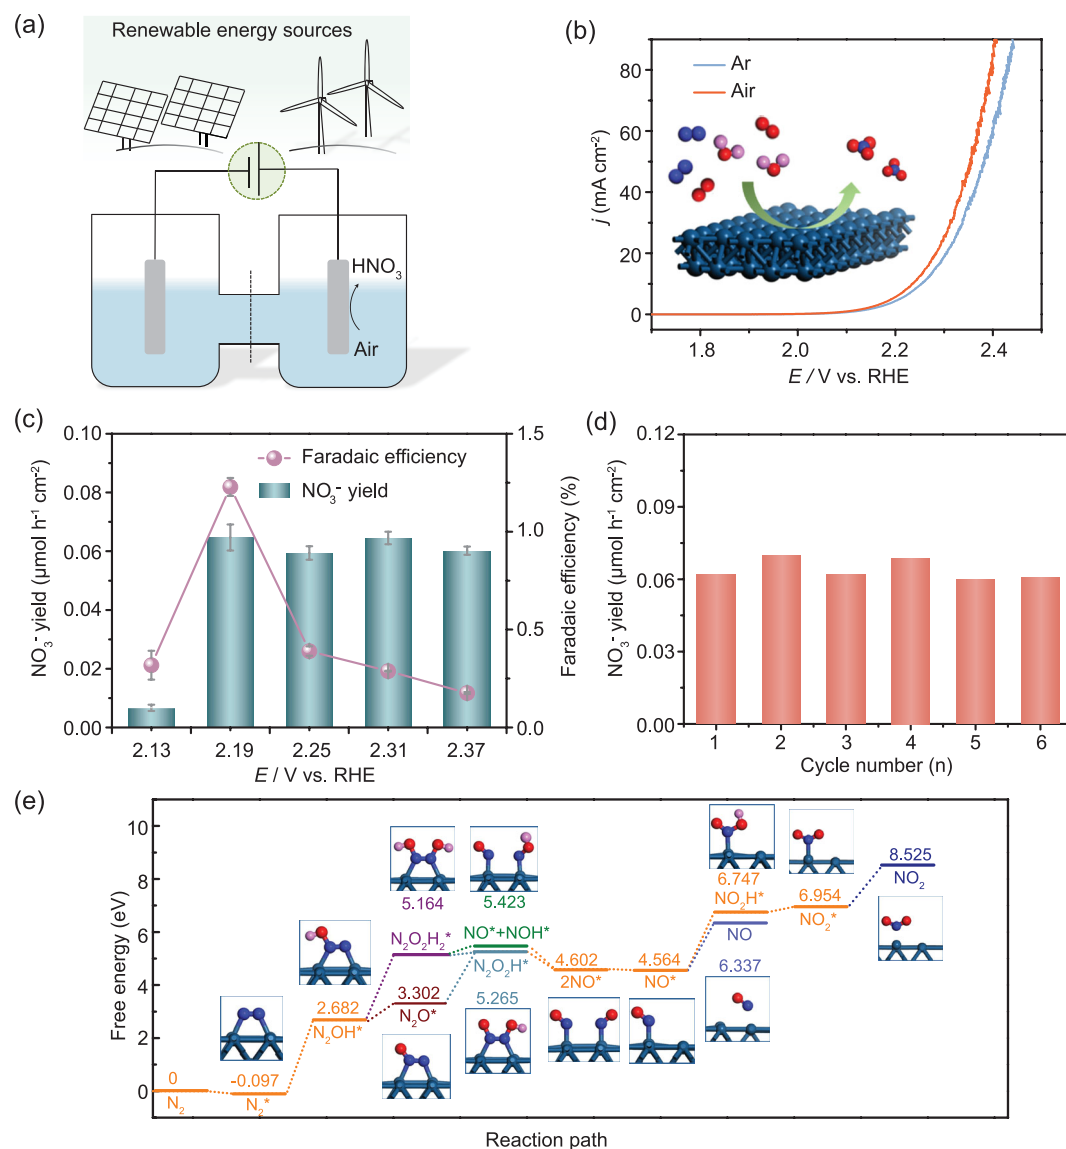 (a)
Renewable energy sources
HNO₃
Air
(b)
Ar
Air
80
60
40
20
0
j (mA cm⁻²)
1.8 2.0 2.2 2.4
E / V vs. RHE
(c)
Faradaic efficiency
NO₃⁻ yield
0.10
0.08
0.06
0.04
0.02
0.00
NO₃⁻ yield (µmol h⁻¹ cm⁻²)
1.5
1.0
0.5
0.0
Faradaic efficiency (%)
2.13 2.19 2.25 2.31 2.37
E / V vs. RHE
(d)
0.12
0.09
0.06
0.03
0.00
NO₃⁻ yield (µmol h⁻¹ cm⁻²)
1 2 3 4 5 6
Cycle number (n)
(e)
10
8
6
4
2
0
Free energy (eV)
0
N₂
-0.097
N₂*
2.682
N₂OH*
5.164
N₂O₂H₂*
3.302
N₂O*
5.423
NO*+NOH*
N₂O₂H*
5.265
4.602
2NO*
4.564
NO*
6.747
NO₂H*
NO
6.337
6.954
NO₂*
8.525
NO₂
Reaction path